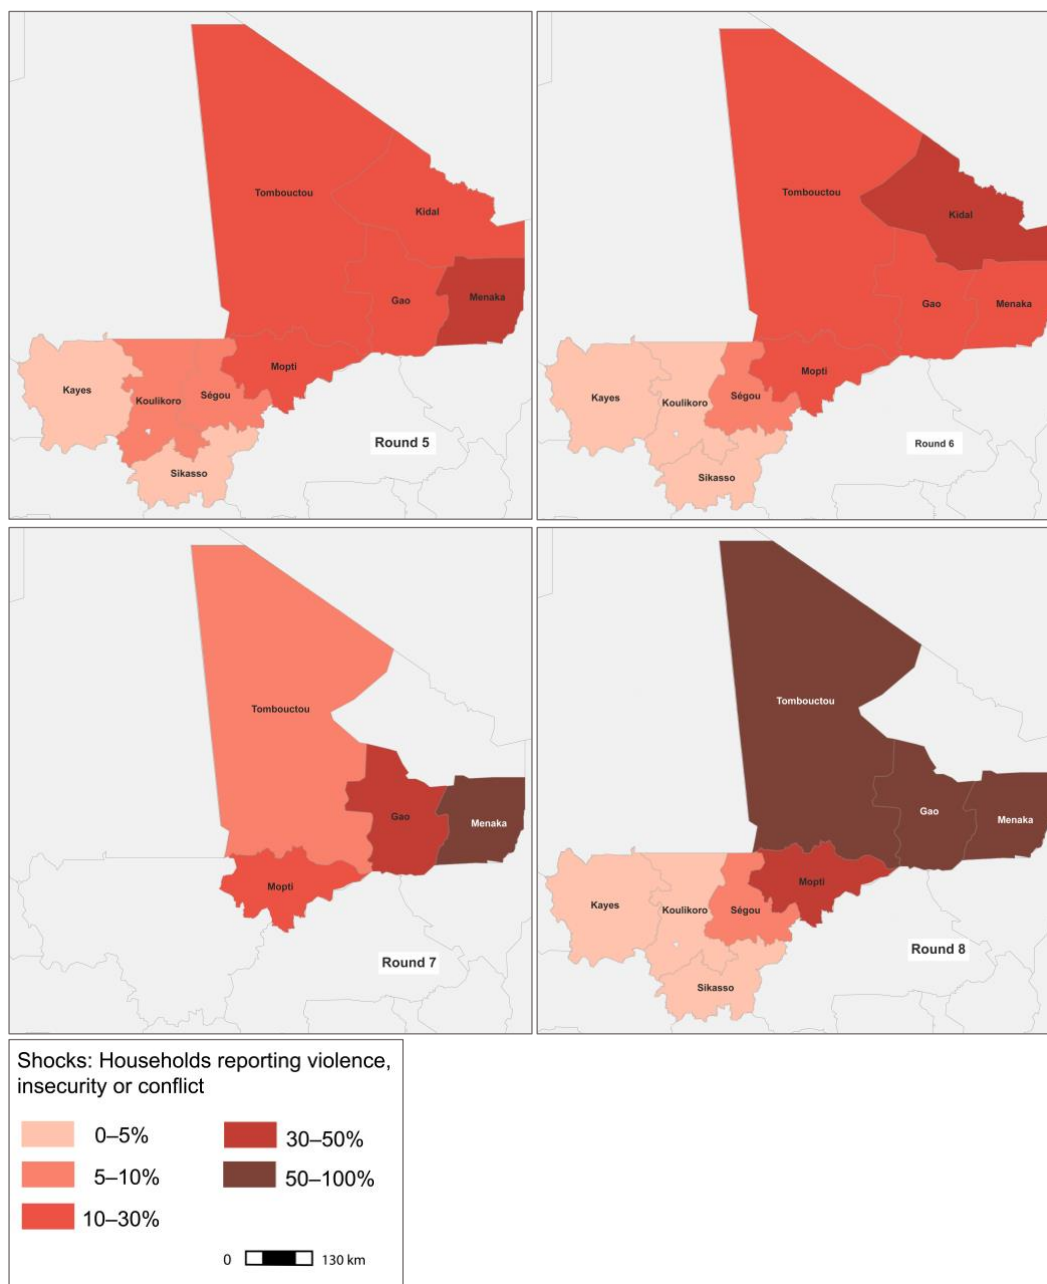 Tombouctou
Kidal
Gao
Menaka
Mopti
Kayes
Koulikoro
Ségou
Sikasso
Round 5
Tombouctou
Kidal
Gao
Menaka
Mopti
Kayes
Koulikoro
Ségou
Sikasso
Round 6
Tombouctou
Gao
Menaka
Mopti
Round 7
Tombouctou
Gao
Menaka
Mopti
Kayes
Koulikoro
Ségou
Sikasso
Round 8
Shocks: Households reporting violence,
insecurity or conflict
0–5%
5–10%
10–30%
30–50%
50–100%
0 130 km